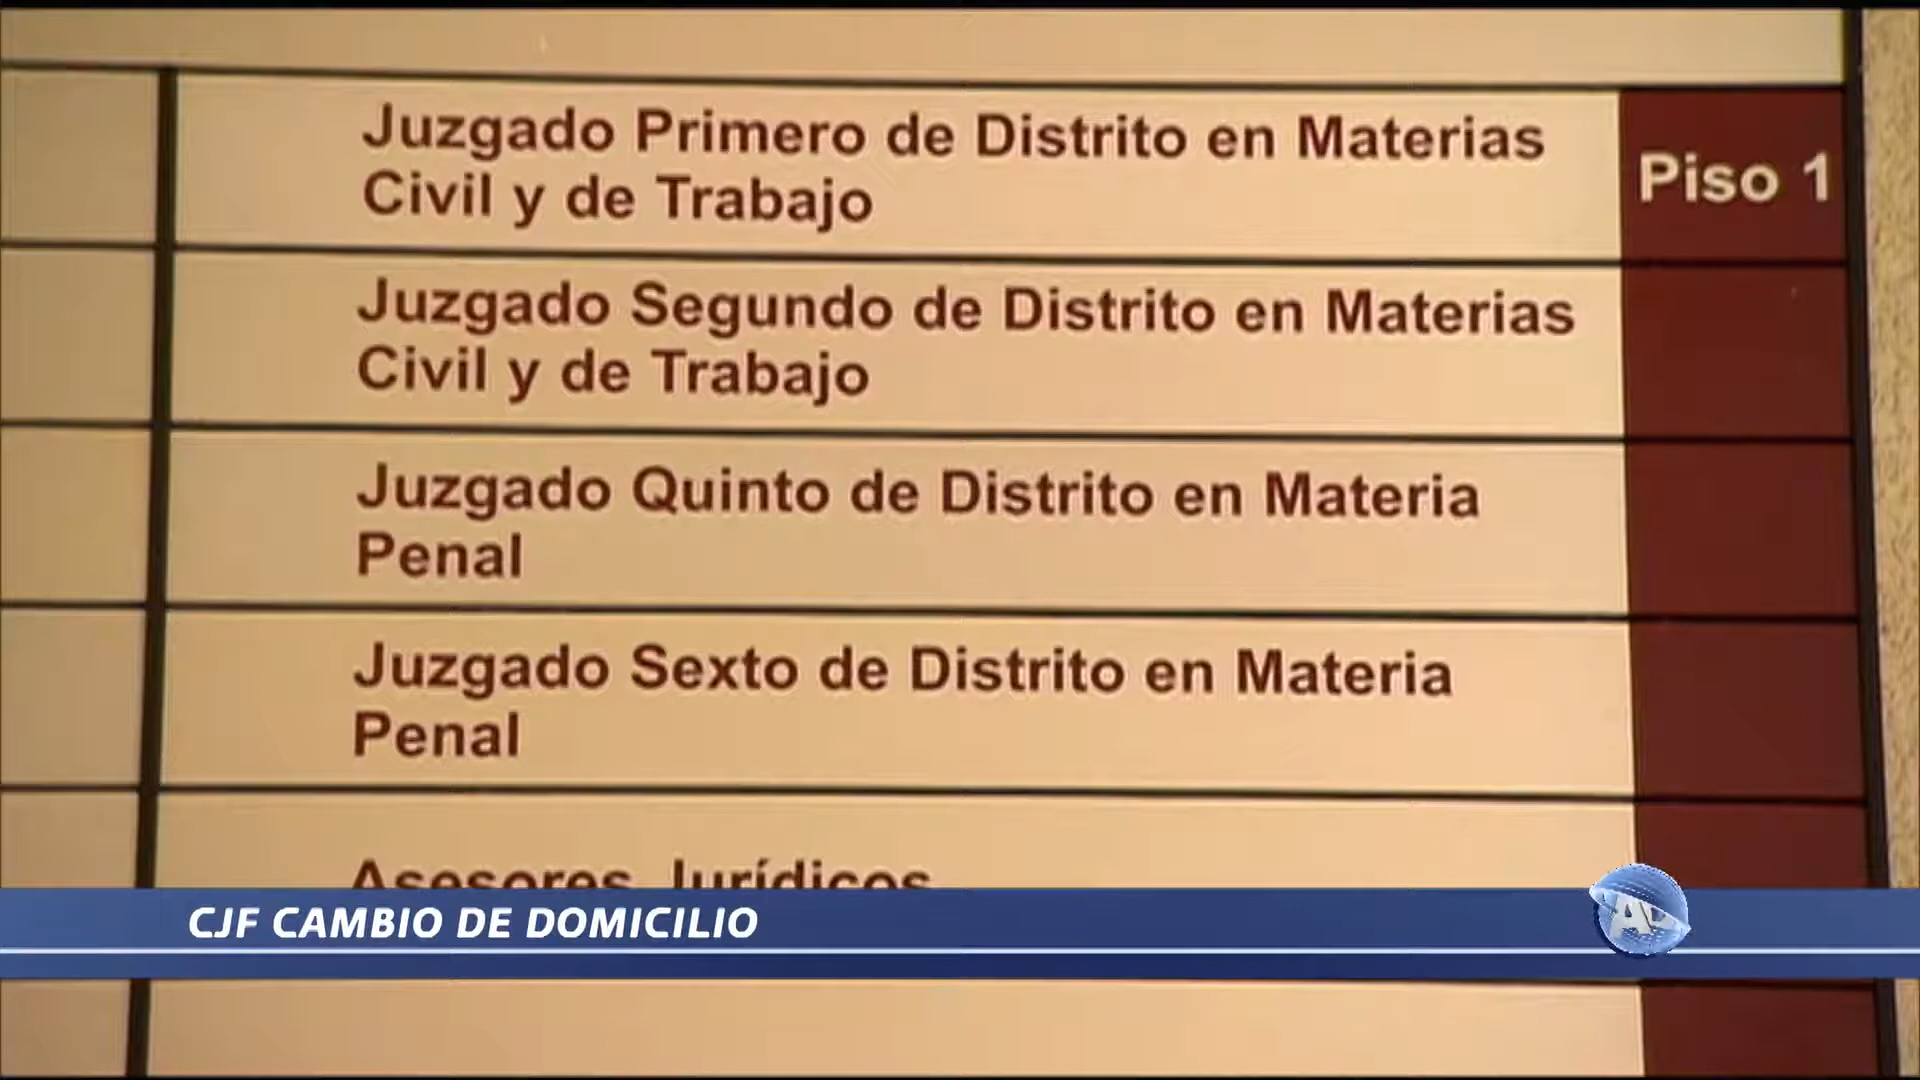 Juzgado Primero de Distrito en Materias
Civil y de Trabajo
Piso 1
Juzgado Segundo de Distrito en Materias
Civil y de Trabajo
Juzgado Quinto de Distrito en Materia
Penal
Juzgado Sexto de Distrito en Materia
Penal
Asesores Jurídicos
CJF CAMBIO DE DOMICILIO